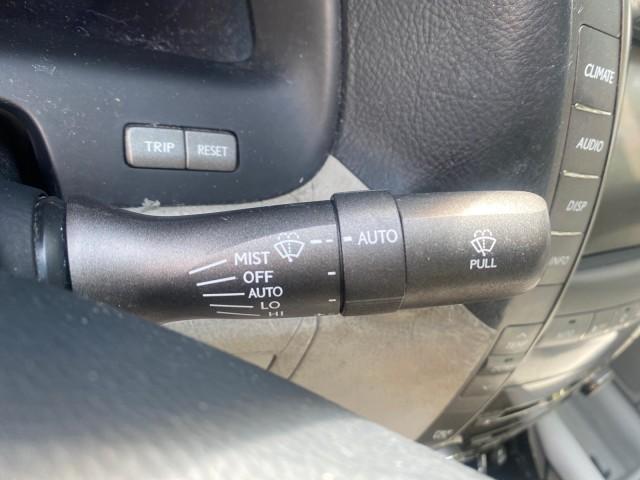 CLIMATE
AUDIO
TRIP RESET
DISP
MIST AUTO
PULL
OFF
INFO
AUTO
LO
HI